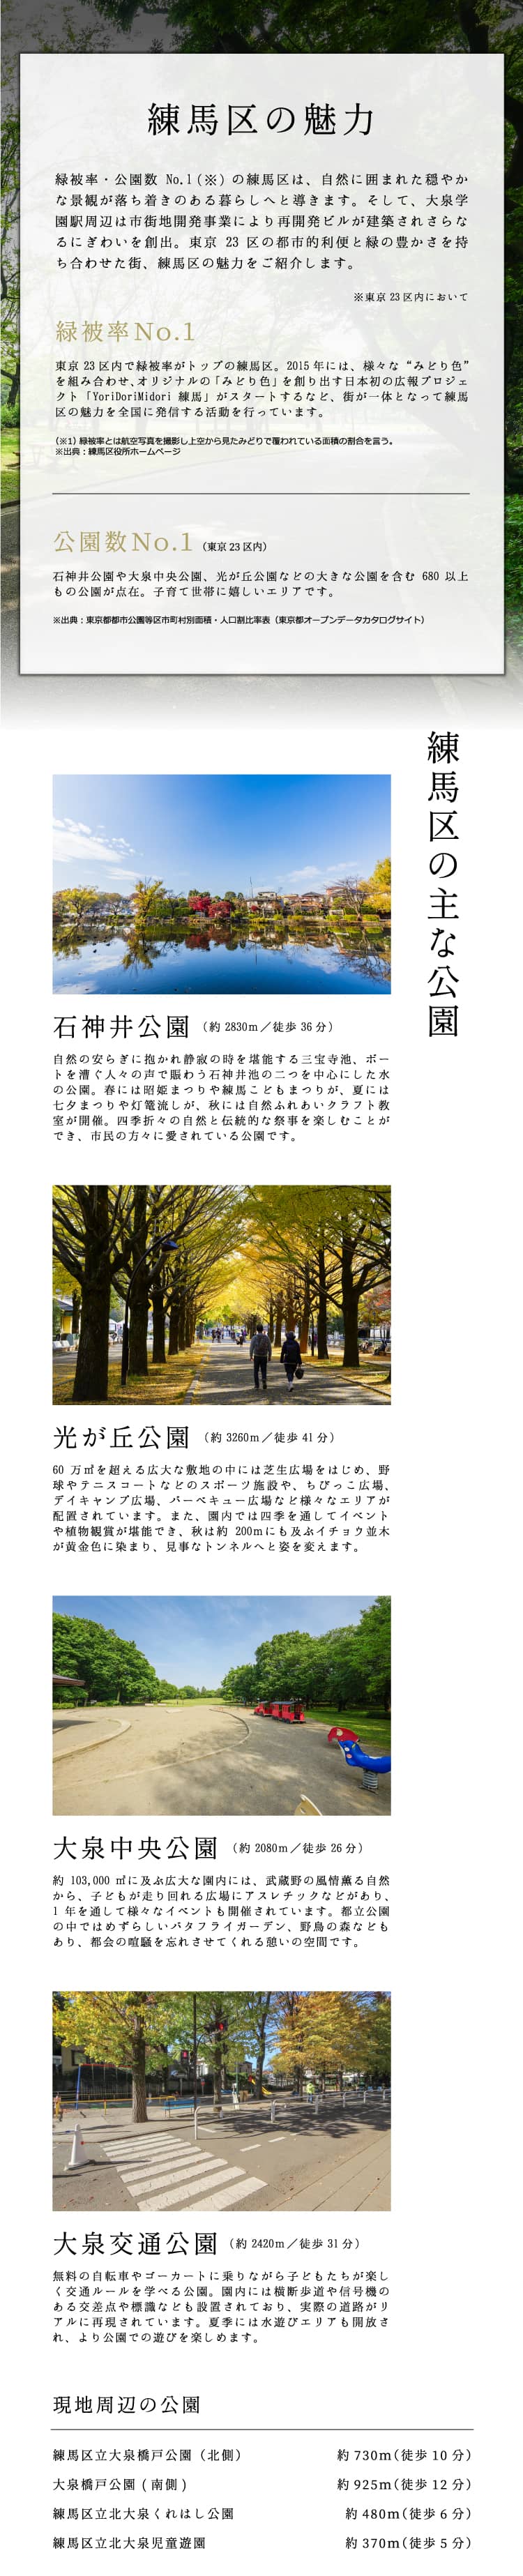 練馬区の魅力
緑被率・公園数 No.1(※)の練馬区は、自然に囲まれた穏やか
な景観が落ち着きのある暮らしへと導きます。そして、大泉学
園駅周辺は市街地開発事業により再開発ビルが建築されさらな
るにぎわいを創出。東京 23 区の都市的利便と緑の豊かさを持
ち合わせた街、練馬区の魅力をご紹介します。
※東京 23 区内において
緑被率No.1
東京 23 区内で緑被率がトップの練馬区。2015 年には、様々な“みどり色”
を組み合わせ、オリジナルの「みどり色」を創り出す日本初の広報プロジェ
クト「YoriDoriMidori 練馬」がスタートするなど、街が一体となって練馬
区の魅力を全国に発信する活動を行っています。
(※1) 緑被率とは航空写真を撮影し上空から見たみどりで覆われている面積の割合を言う。
※出典：練馬区役所ホームページ
公園数No.1（東京 23 区内）
石神井公園や大泉中央公園、光が丘公園などの大きな公園を含む 680 以上
もの公園が点在。子育て世帯に嬉しいエリアです。
※出典：東京都都市公園等区市町村別面積・人口割比率表（東京都オープンデータカタログサイト）
練馬区の主な公園
石神井公園（約 2830m／徒歩 36 分）
自然の安らぎに抱かれ静寂の時を堪能する三宝寺池、ボー
トを漕ぐ人々の声で賑わう石神井池の二つを中心にした水
の公園。春には照姫まつりや練馬こどもまつりが、夏には
七夕まつりや灯篭流しが、秋には自然ふれあいクラフト教
室が開催。四季折々の自然と伝統的な祭事を楽しむことが
でき、市民の方々に愛されている公園です。
光が丘公園（約 3260m／徒歩 41 分）
60 万㎡を超える広大な敷地の中には芝生広場をはじめ、野
球やテニスコートなどのスポーツ施設や、ちびっこ広場、
デイキャンプ広場、バーベキュー広場など様々なエリアが
配置されています。また、園内では四季を通してイベント
や植物観賞が堪能でき、秋は約 200mにも及ぶイチョウ並木
が黄金色に染まり、見事なトンネルへと姿を変えます。
大泉中央公園（約 2080m／徒歩 26 分）
約 103,000 ㎡に及ぶ広大な園内には、武蔵野の風情薫る自然
から、子どもが走り回れる広場にアスレチックなどがあり、
1 年を通して様々なイベントも開催されています。都立公園
の中ではめずらしいバタフライガーデン、野鳥の森なども
あり、都会の喧騒を忘れさせてくれる憩いの空間です。
大泉交通公園（約 2420m／徒歩 31 分）
無料の自転車やゴーカートに乗りながら子どもたちが楽し
く交通ルールを学べる公園。園内には横断歩道や信号機の
ある交差点や標識なども設置されており、実際の道路がリ
アルに再現されています。夏季には水遊びエリアも開放さ
れ、より公園での遊びを楽しめます。
現地周辺の公園
練馬区立大泉橋戸公園（北側） 約 730m(徒歩 10 分)
大泉橋戸公園 ( 南側 ) 約 925m(徒歩 12 分)
練馬区立北大泉くれはし公園 約 480m(徒歩 6 分)
練馬区立北大泉児童遊園 約 370m(徒歩 5 分)